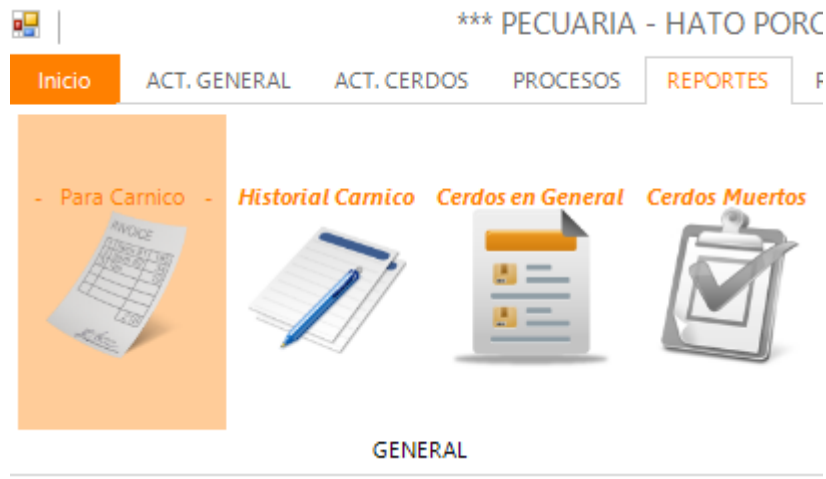 *** PECUARIA - HATO PORC
Inicio ACT. GENERAL ACT. CERDOS PROCESOS REPORTES
- Para Carnico - Historial Carnico Cerdos en General Cerdos Muertos
INVOICE
GENERAL